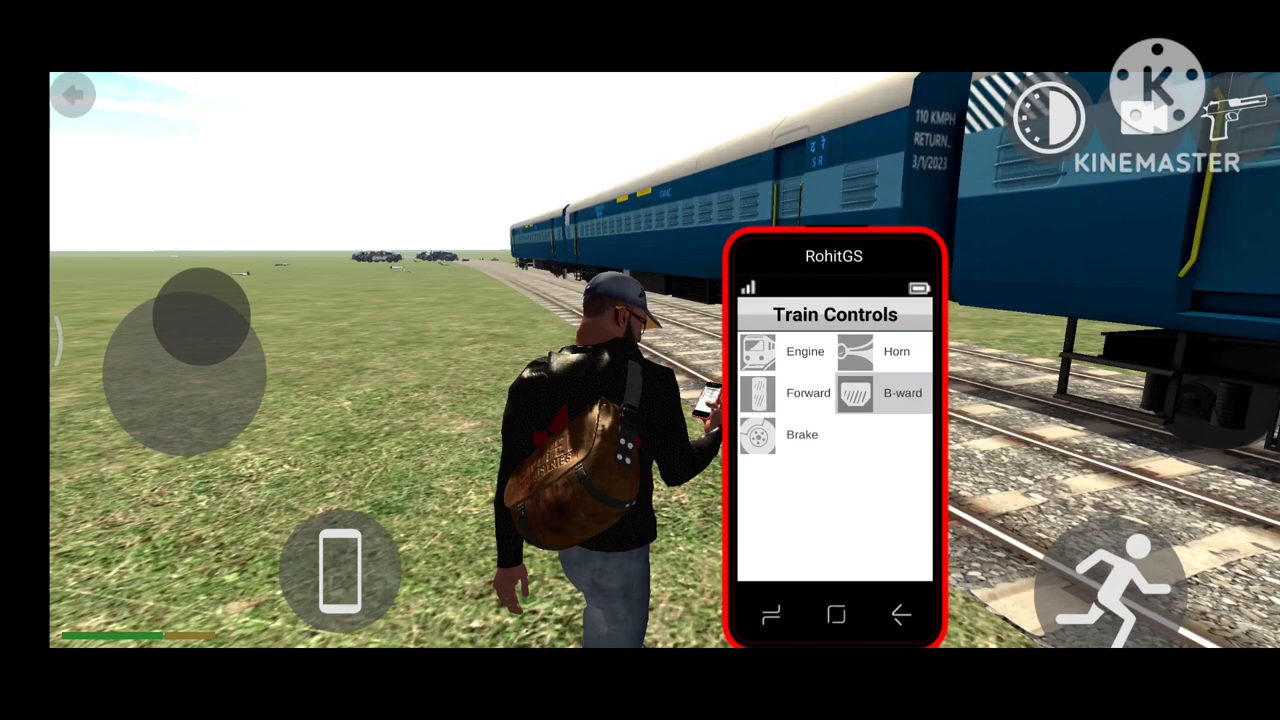 110 KMPH
RETURN..
3/1/2023
द रे
S R
K
KINEMASTER
RohitGS
Train Controls
Engine
Horn
Forward
B-ward
Brake